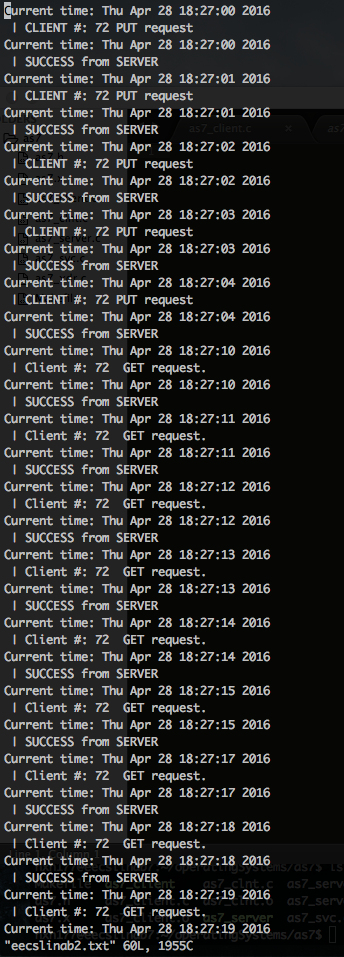 Current time: Thu Apr 28 18:27:00 2016
 | CLIENT #: 72 PUT request
Current time: Thu Apr 28 18:27:00 2016
 | SUCCESS from SERVER
Current time: Thu Apr 28 18:27:01 2016
 | CLIENT #: 72 PUT request
Current time: Thu Apr 28 18:27:01 2016
 | SUCCESS from SERVER
Current time: Thu Apr 28 18:27:02 2016
 | CLIENT #: 72 PUT request
Current time: Thu Apr 28 18:27:02 2016
 | SUCCESS from SERVER
Current time: Thu Apr 28 18:27:03 2016
 | CLIENT #: 72 PUT request
Current time: Thu Apr 28 18:27:03 2016
 | SUCCESS from SERVER
Current time: Thu Apr 28 18:27:04 2016
 | CLIENT #: 72 PUT request
Current time: Thu Apr 28 18:27:04 2016
 | SUCCESS from SERVER
Current time: Thu Apr 28 18:27:10 2016
 | Client #: 72  GET request.
Current time: Thu Apr 28 18:27:10 2016
 | SUCCESS from SERVER
Current time: Thu Apr 28 18:27:11 2016
 | Client #: 72  GET request.
Current time: Thu Apr 28 18:27:11 2016
 | SUCCESS from SERVER
Current time: Thu Apr 28 18:27:12 2016
 | Client #: 72  GET request.
Current time: Thu Apr 28 18:27:12 2016
 | SUCCESS from SERVER
Current time: Thu Apr 28 18:27:13 2016
 | Client #: 72  GET request.
Current time: Thu Apr 28 18:27:13 2016
 | SUCCESS from SERVER
Current time: Thu Apr 28 18:27:14 2016
 | Client #: 72  GET request.
Current time: Thu Apr 28 18:27:14 2016
 | SUCCESS from SERVER
Current time: Thu Apr 28 18:27:15 2016
 | Client #: 72  GET request.
Current time: Thu Apr 28 18:27:15 2016
 | SUCCESS from SERVER
Current time: Thu Apr 28 18:27:17 2016
 | Client #: 72  GET request.
Current time: Thu Apr 28 18:27:17 2016
 | SUCCESS from SERVER
Current time: Thu Apr 28 18:27:18 2016
 | Client #: 72  GET request.
Current time: Thu Apr 28 18:27:18 2016
 | SUCCESS from SERVER
Current time: Thu Apr 28 18:27:19 2016
 | Client #: 72  GET request.
Current time: Thu Apr 28 18:27:19 2016
"eecslinab2.txt" 60L, 1955C
as7_client.c
as7_server.c